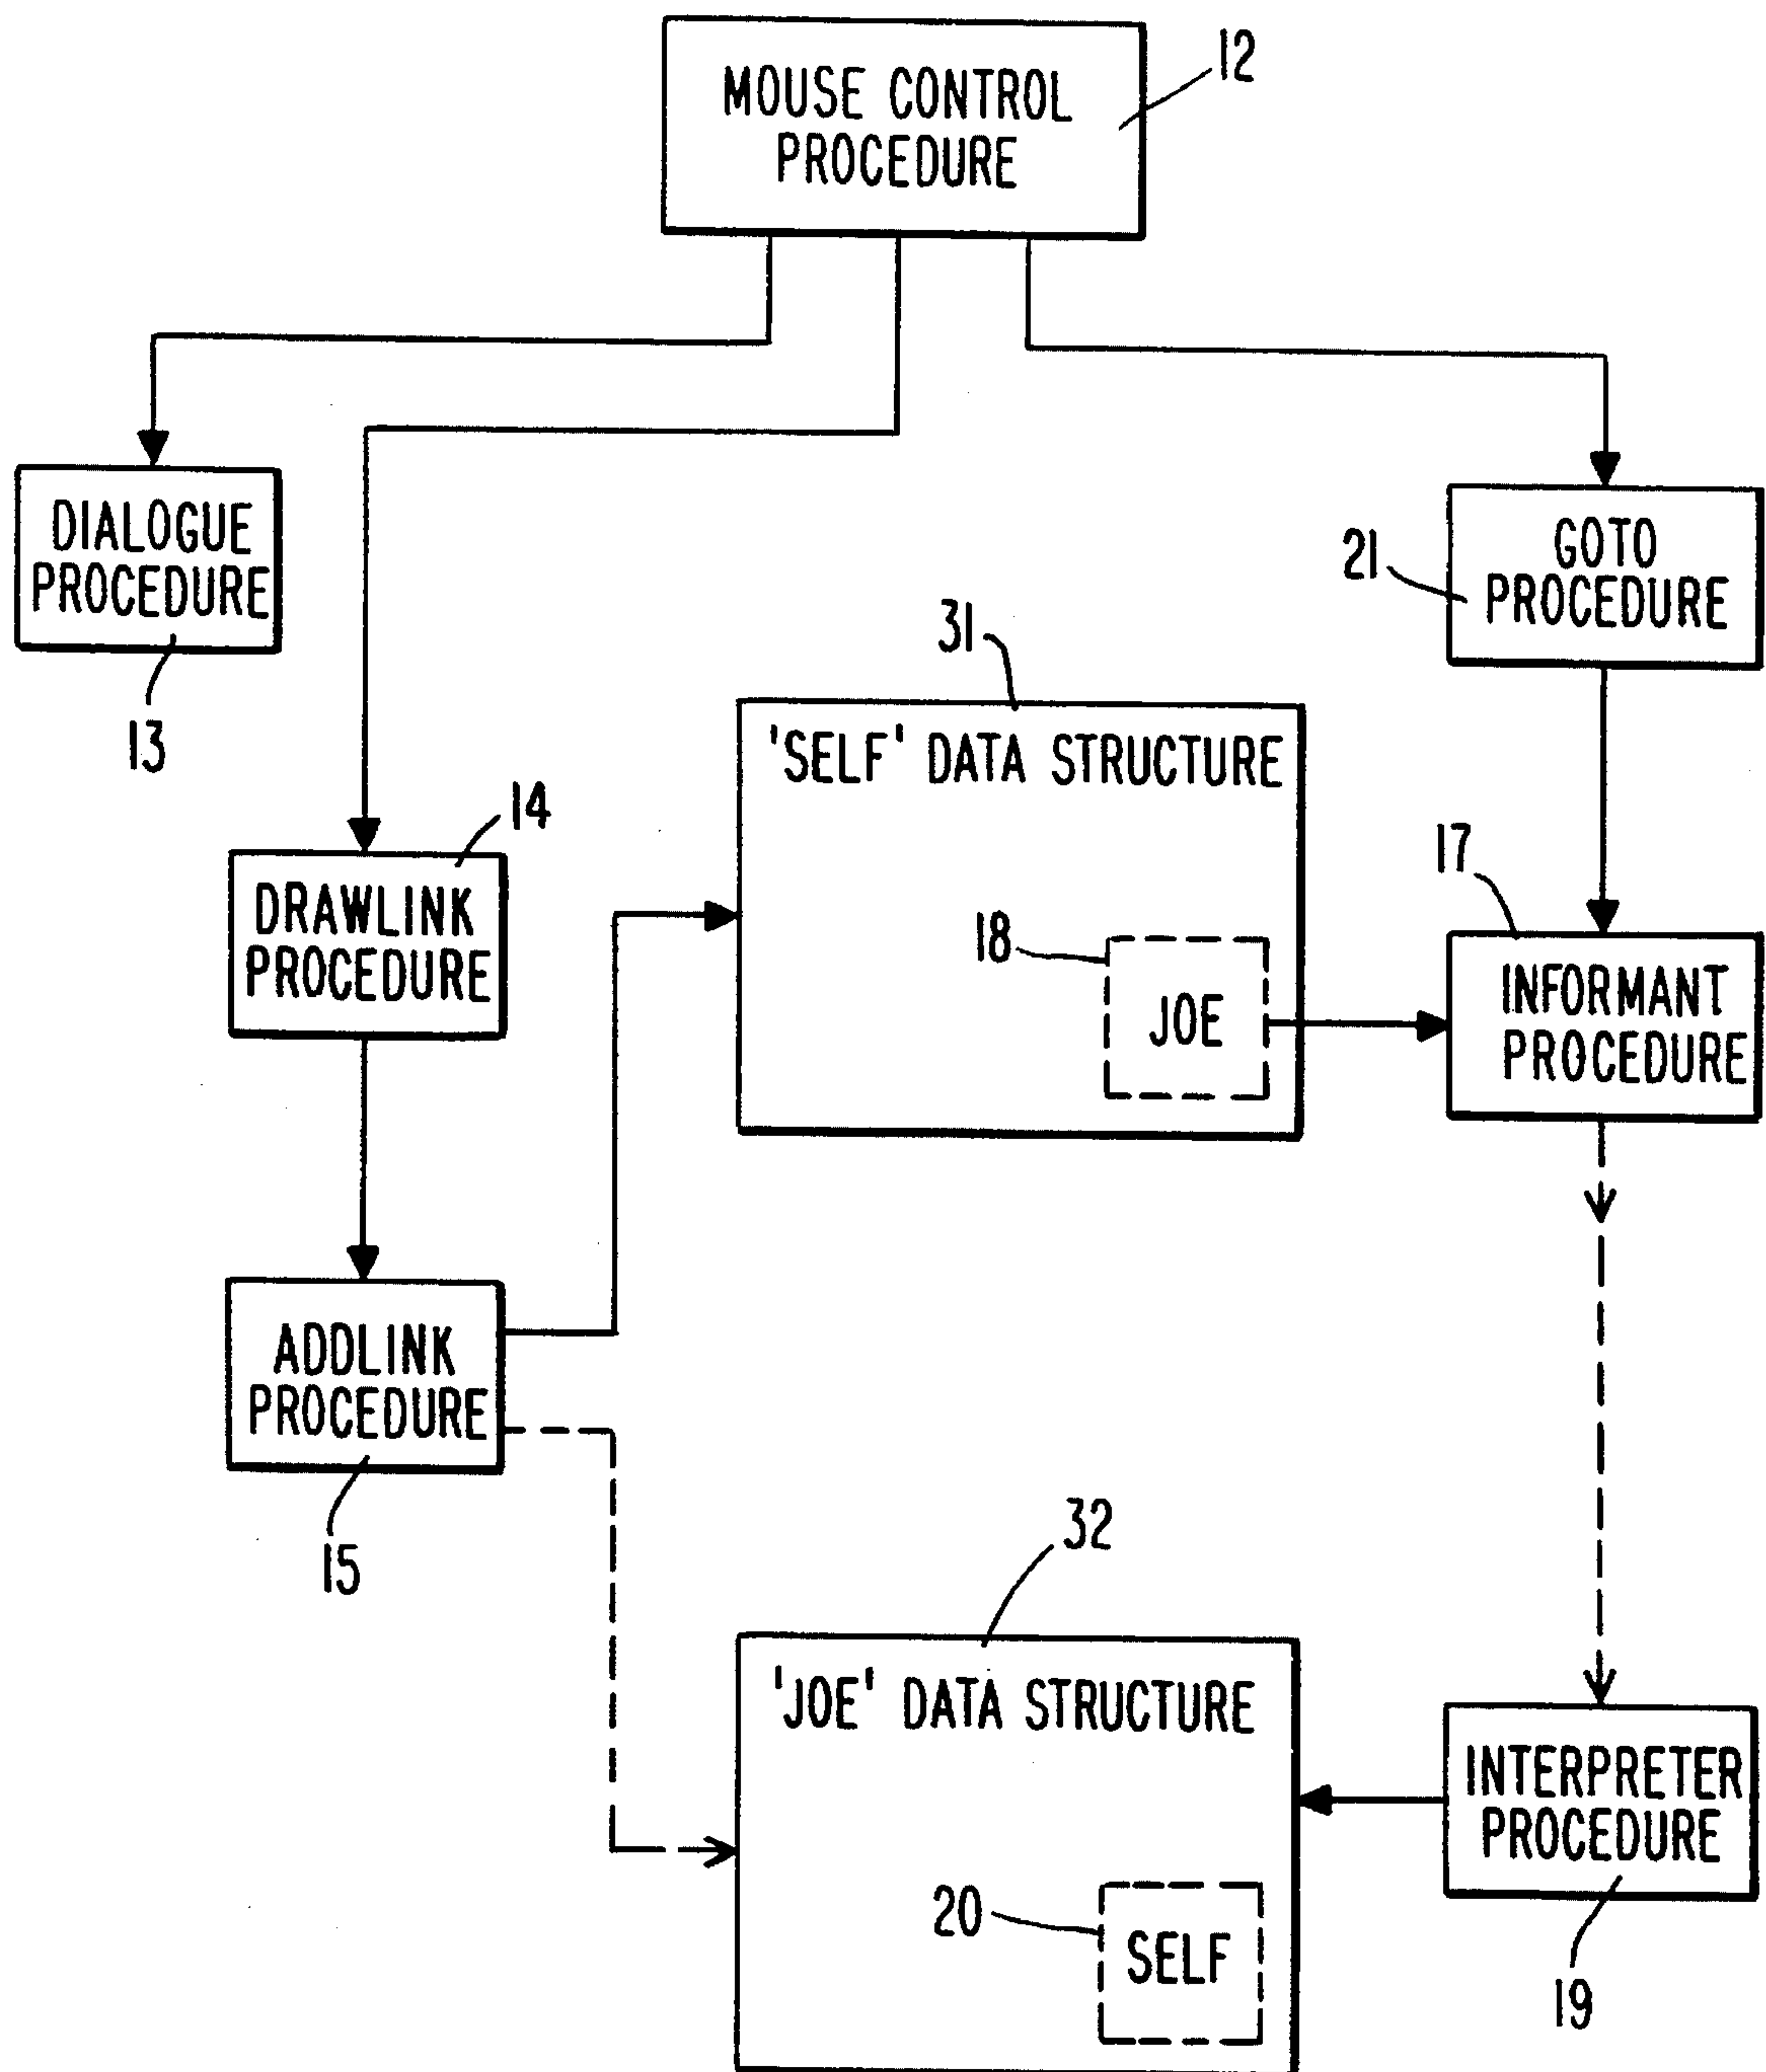 MOUSE CONTROL
PROCEDURE
12
DIALOGUE
PROCEDURE
13
GOTO
PROCEDURE
21
31
'SELF' DATA STRUCTURE
18
JOE
14
DRAWLINK
PROCEDURE
17
INFORMANT
PROCEDURE
ADDLINK
PROCEDURE
15
32
'JOE' DATA STRUCTURE
20
SELF
INTERPRETER
PROCEDURE
19